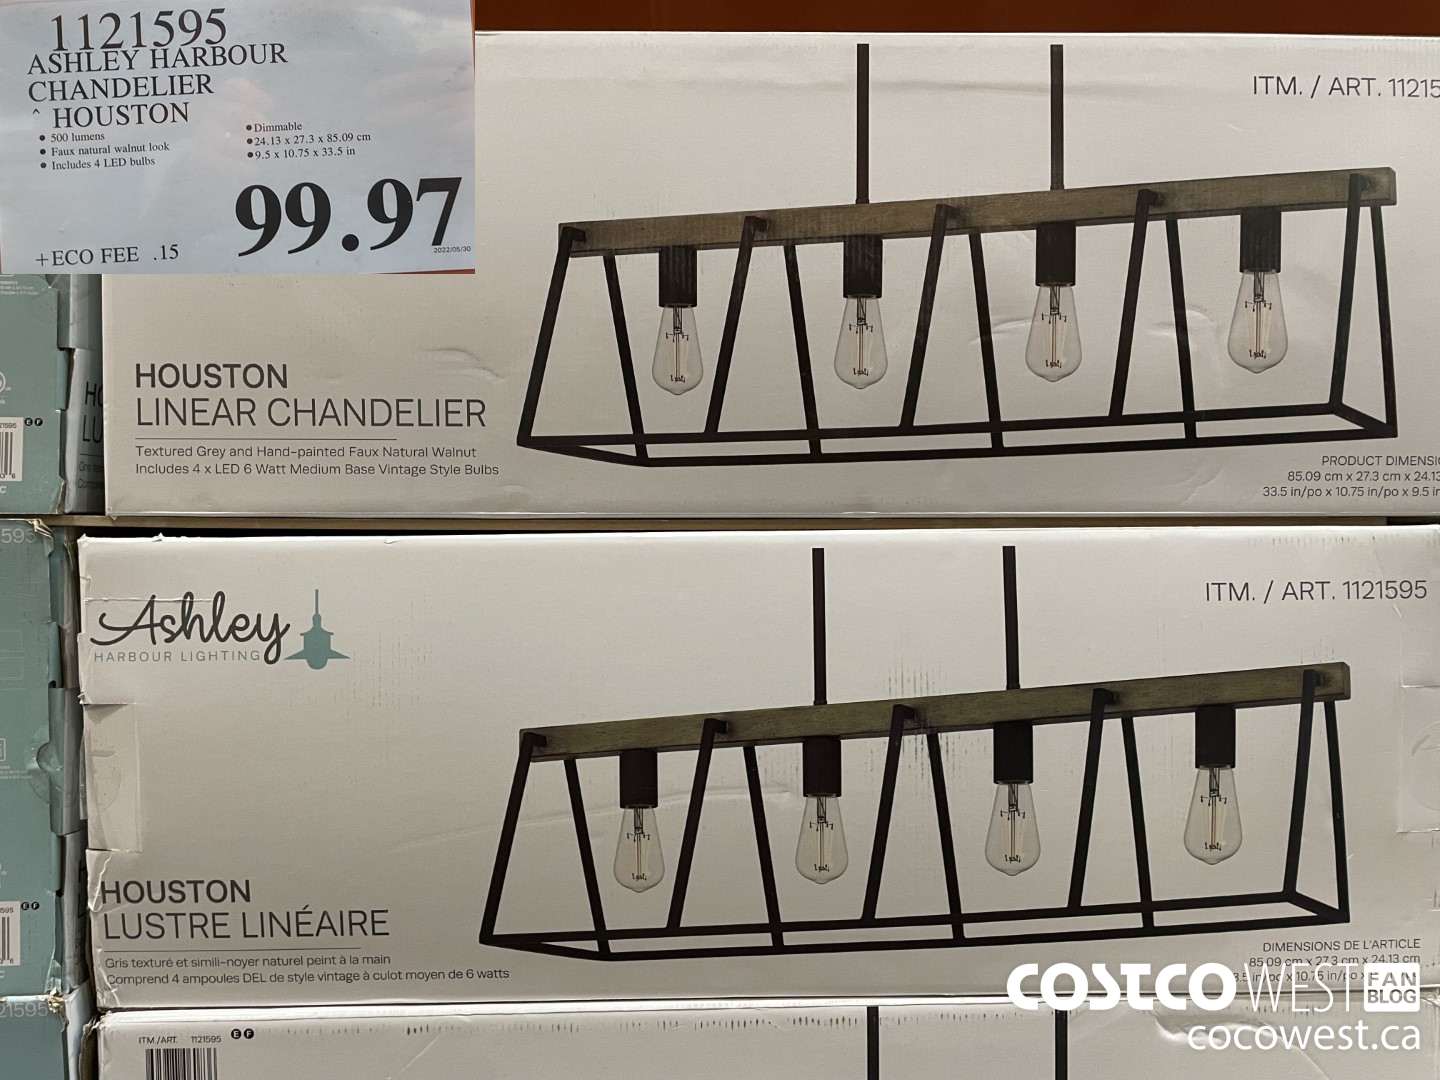 1121595
ASHLEY HARBOUR
CHANDELIER
^ HOUSTON
• 500 lumens
• Faux natural walnut look
• Includes 4 LED bulbs
• Dimmable
• 24.13 x 27.3 x 85.09 cm
• 9.5 x 10.75 x 33.5 in
99.97
+ECO FEE .15
2022/05/30
ITM. / ART. 11215
HOUSTON
LINEAR CHANDELIER
Textured Grey and Hand-painted Faux Natural Walnut
Includes 4 x LED 6 Watt Medium Base Vintage Style Bulbs
PRODUCT DIMENSIO
85.09 cm x 27.3 cm x 24.13
33.5 in/po x 10.75 in/po x 9.5 in
Ashley
HARBOUR LIGHTING
ITM. / ART. 1121595
HOUSTON
LUSTRE LINÉAIRE
Gris texturé et simili-noyer naturel peint à la main
Comprend 4 ampoules DEL de style vintage à culot moyen de 6 watts
DIMENSIONS DE L'ARTICLE
85.09 cm x 27.3 cm x 24.13 cm
ITM./ART. 1121595
E F
COSTCO WEST FAN BLOG
cocowest.ca